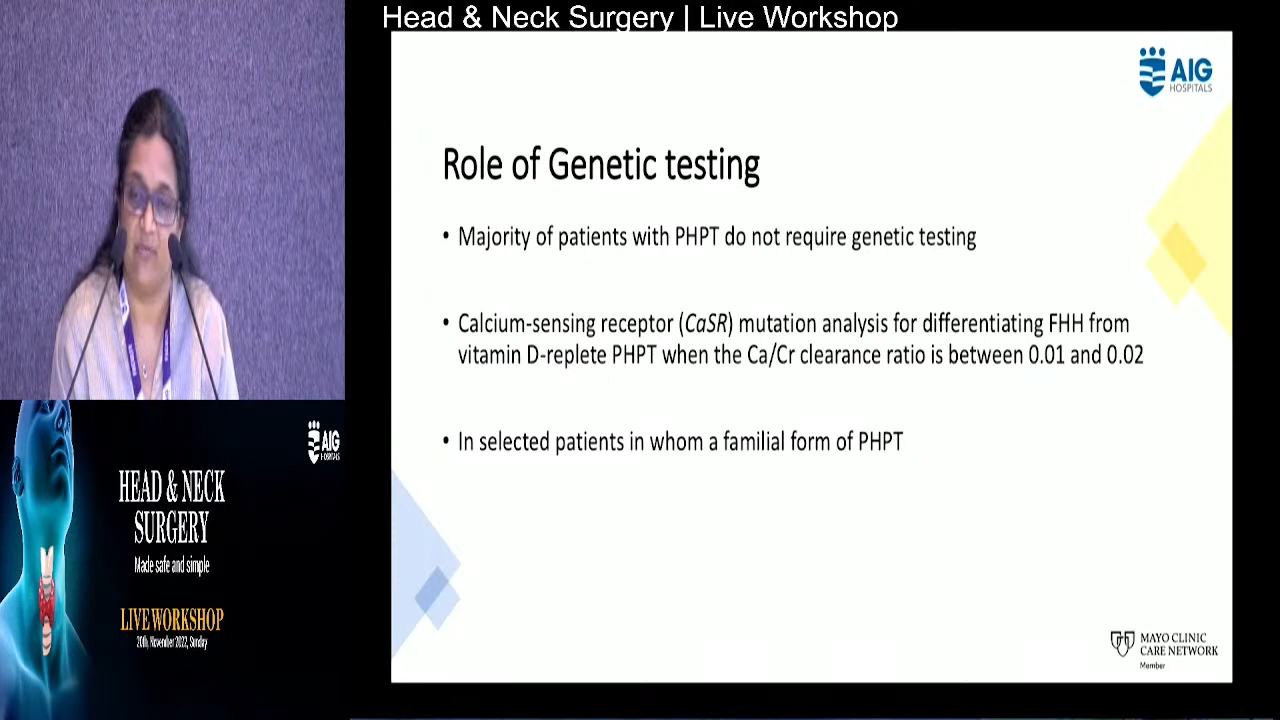 Head & Neck Surgery | Live Workshop
AIG
HOSPITALS
Role of Genetic testing
• Majority of patients with PHPT do not require genetic testing
• Calcium-sensing receptor (CaSR) mutation analysis for differentiating FHH from
vitamin D-replete PHPT when the Ca/Cr clearance ratio is between 0.01 and 0.02
• In selected patients in whom a familial form of PHPT
MAYO CLINIC
CARE NETWORK
Member
AIG
HOSPITALS
HEAD & NECK
SURGERY
Made safe and simple
LIVE WORKSHOP
20th, November 2022, Sunday